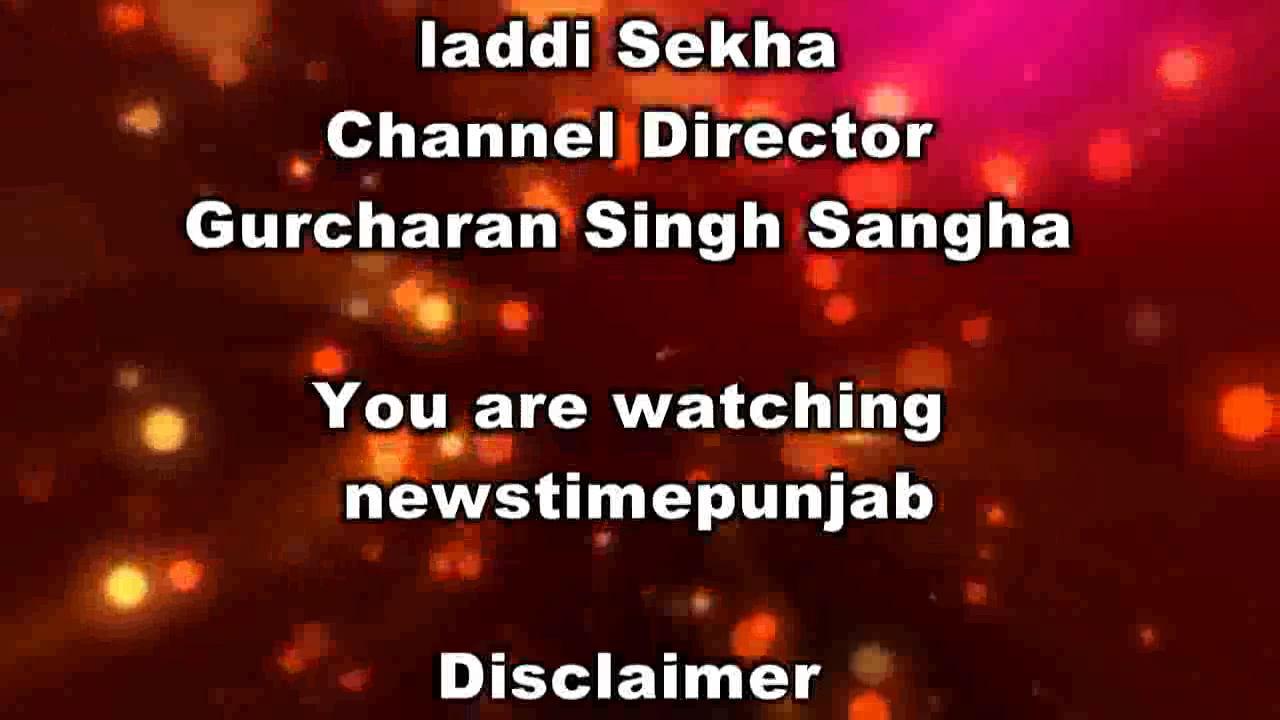 laddi Sekha
Channel Director
Gurcharan Singh Sangha
You are watching
newstimepunjab
Disclaimer